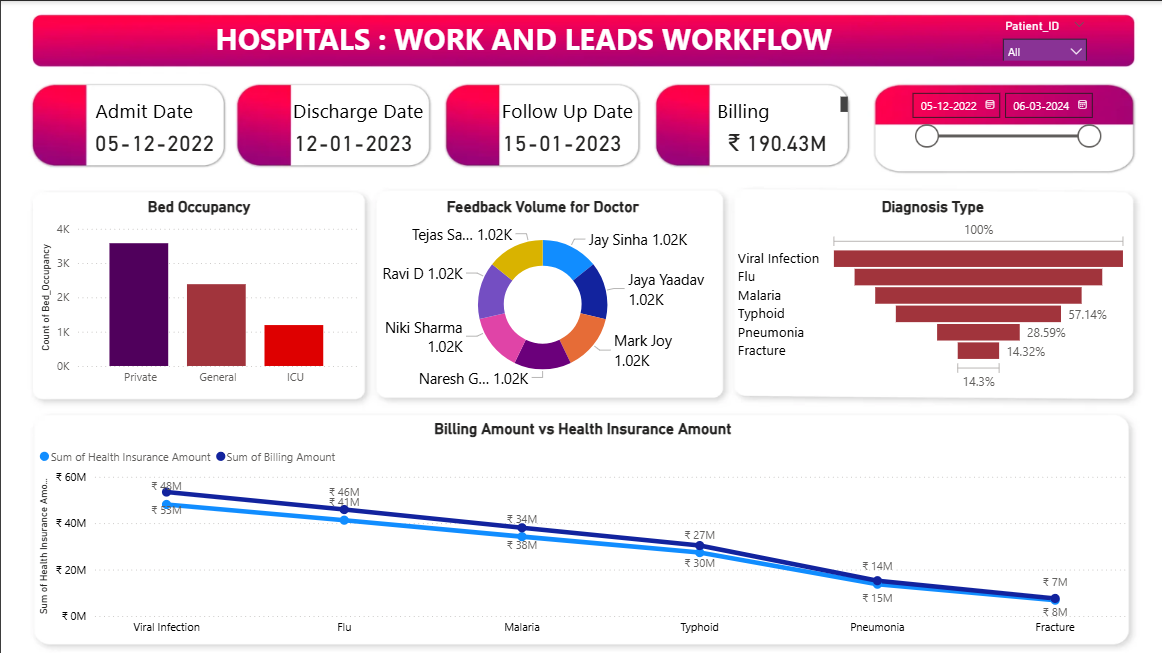 HOSPITALS : WORK AND LEADS WORKFLOW
Patient_ID
All
Admit Date
05-12-2022
Discharge Date
12-01-2023
Follow Up Date
15-01-2023
Billing
₹ 190.43M
05-12-2022
06-03-2024
Bed Occupancy
Count of Bed_Occupancy
4K
3K
2K
1K
0K
Private
General
ICU
Feedback Volume for Doctor
Tejas Sa... 1.02K
Jay Sinha 1.02K
Ravi D 1.02K
Jaya Yaadav
1.02K
Niki Sharma
1.02K
Mark Joy
1.02K
Naresh G... 1.02K
Diagnosis Type
100%
Viral Infection
Flu
Malaria
Typhoid
57.14%
Pneumonia
28.59%
Fracture
14.32%
14.3%
Billing Amount vs Health Insurance Amount
Sum of Health Insurance Amount
Sum of Billing Amount
Sum of Health Insurance Amo...
₹ 60M
₹ 40M
₹ 20M
₹ 0M
₹ 48M
₹ 55M
₹ 46M
₹ 41M
₹ 34M
₹ 38M
₹ 27M
₹ 30M
₹ 14M
₹ 15M
₹ 7M
₹ 8M
Viral Infection
Flu
Malaria
Typhoid
Pneumonia
Fracture